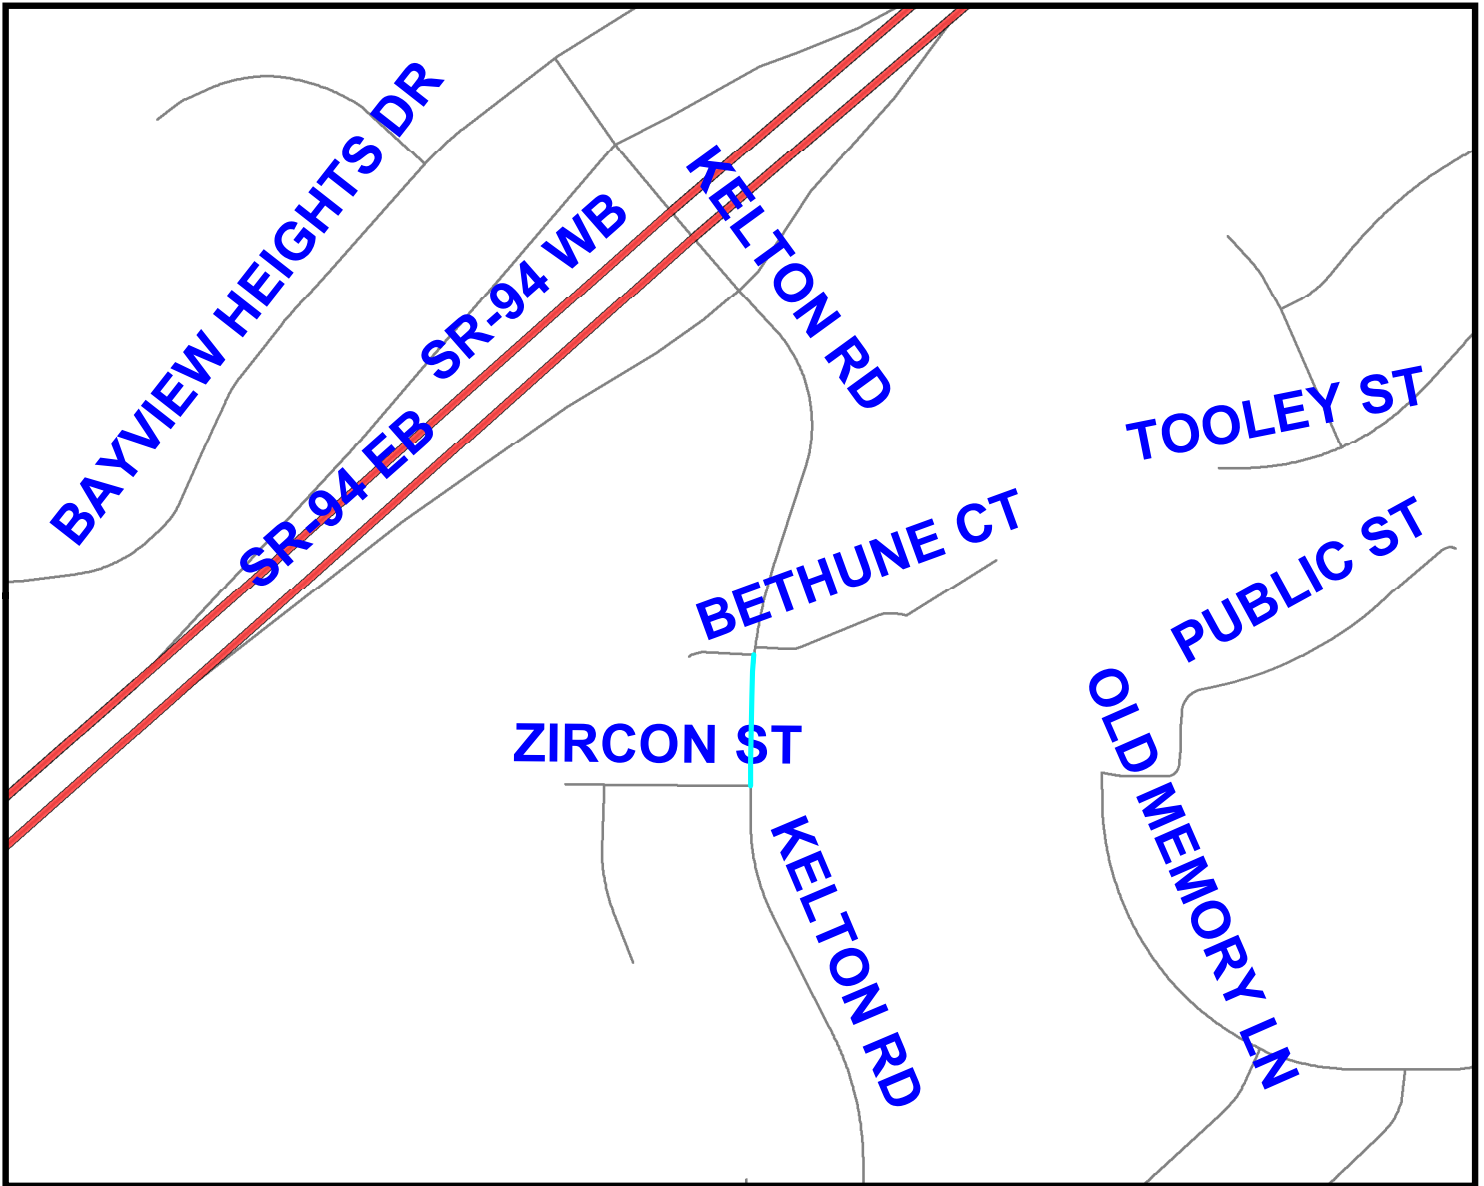 BAYVIEW HEIGHTS DR
SR-94 WB
KELTON RD
SR-94 EB
TOOLEY ST
BETHUNE CT
PUBLIC ST
ZIRCON ST
OLD MEMORY LN
KELTON RD